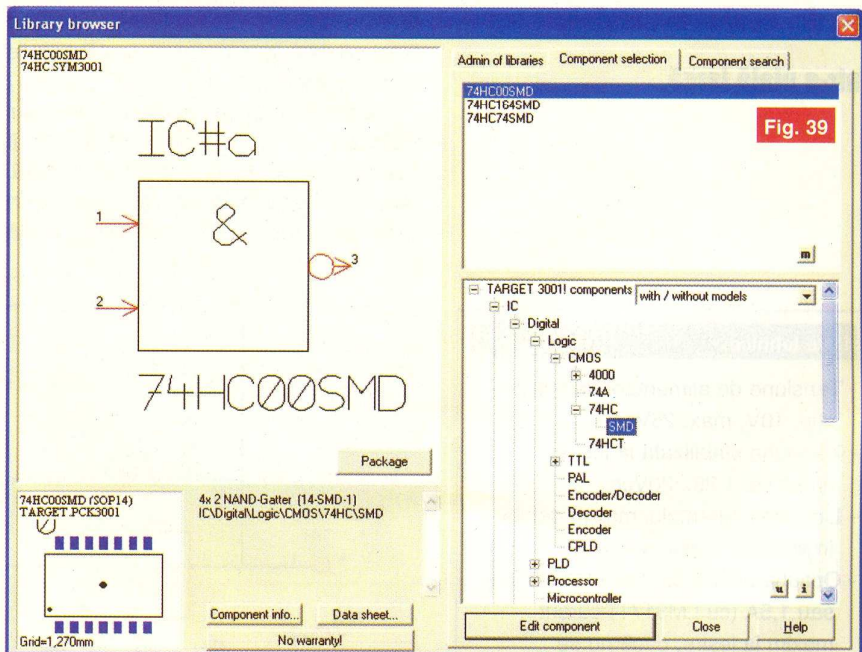 Library browser
74HC00SMD
74HC.SYM3001
IC#a
1
&
3
2
74HC00SMD
Package
74HC00SMD (SOP14)
TARGET.PCK3001
4x 2 NAND-Gatter (14-SMD-1)
IC\Digital\Logic\CMOS\74HC\SMD
Grid=1,270mm
Component info...
Data sheet...
No warranty!
Admin of libraries
Component selection
Component search
74HC00SMD
74HC164SMD
74HC74SMD
Fig. 39
m
TARGET 3001! components
with / without models
IC
Digital
Logic
CMOS
4000
74A
74HC
SMD
74HCT
TTL
PAL
Encoder/Decoder
Decoder
Encoder
CPLD
PLD
Processor
Microcontroller
u
i
Edit component
Close
Help